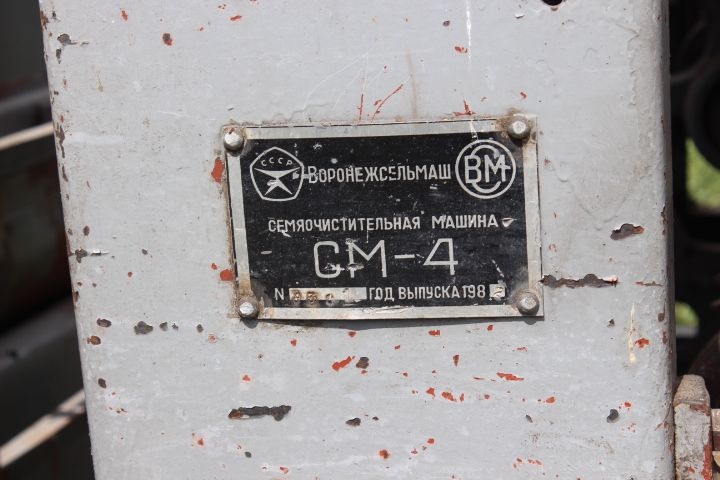 СССР ВОРОНЕЖСЕЛЬМАШ ВСМ
СЕМЯОЧИСТИТЕЛЬНАЯ МАШИНА
СМ-4
N ГОД ВЫПУСКА 198